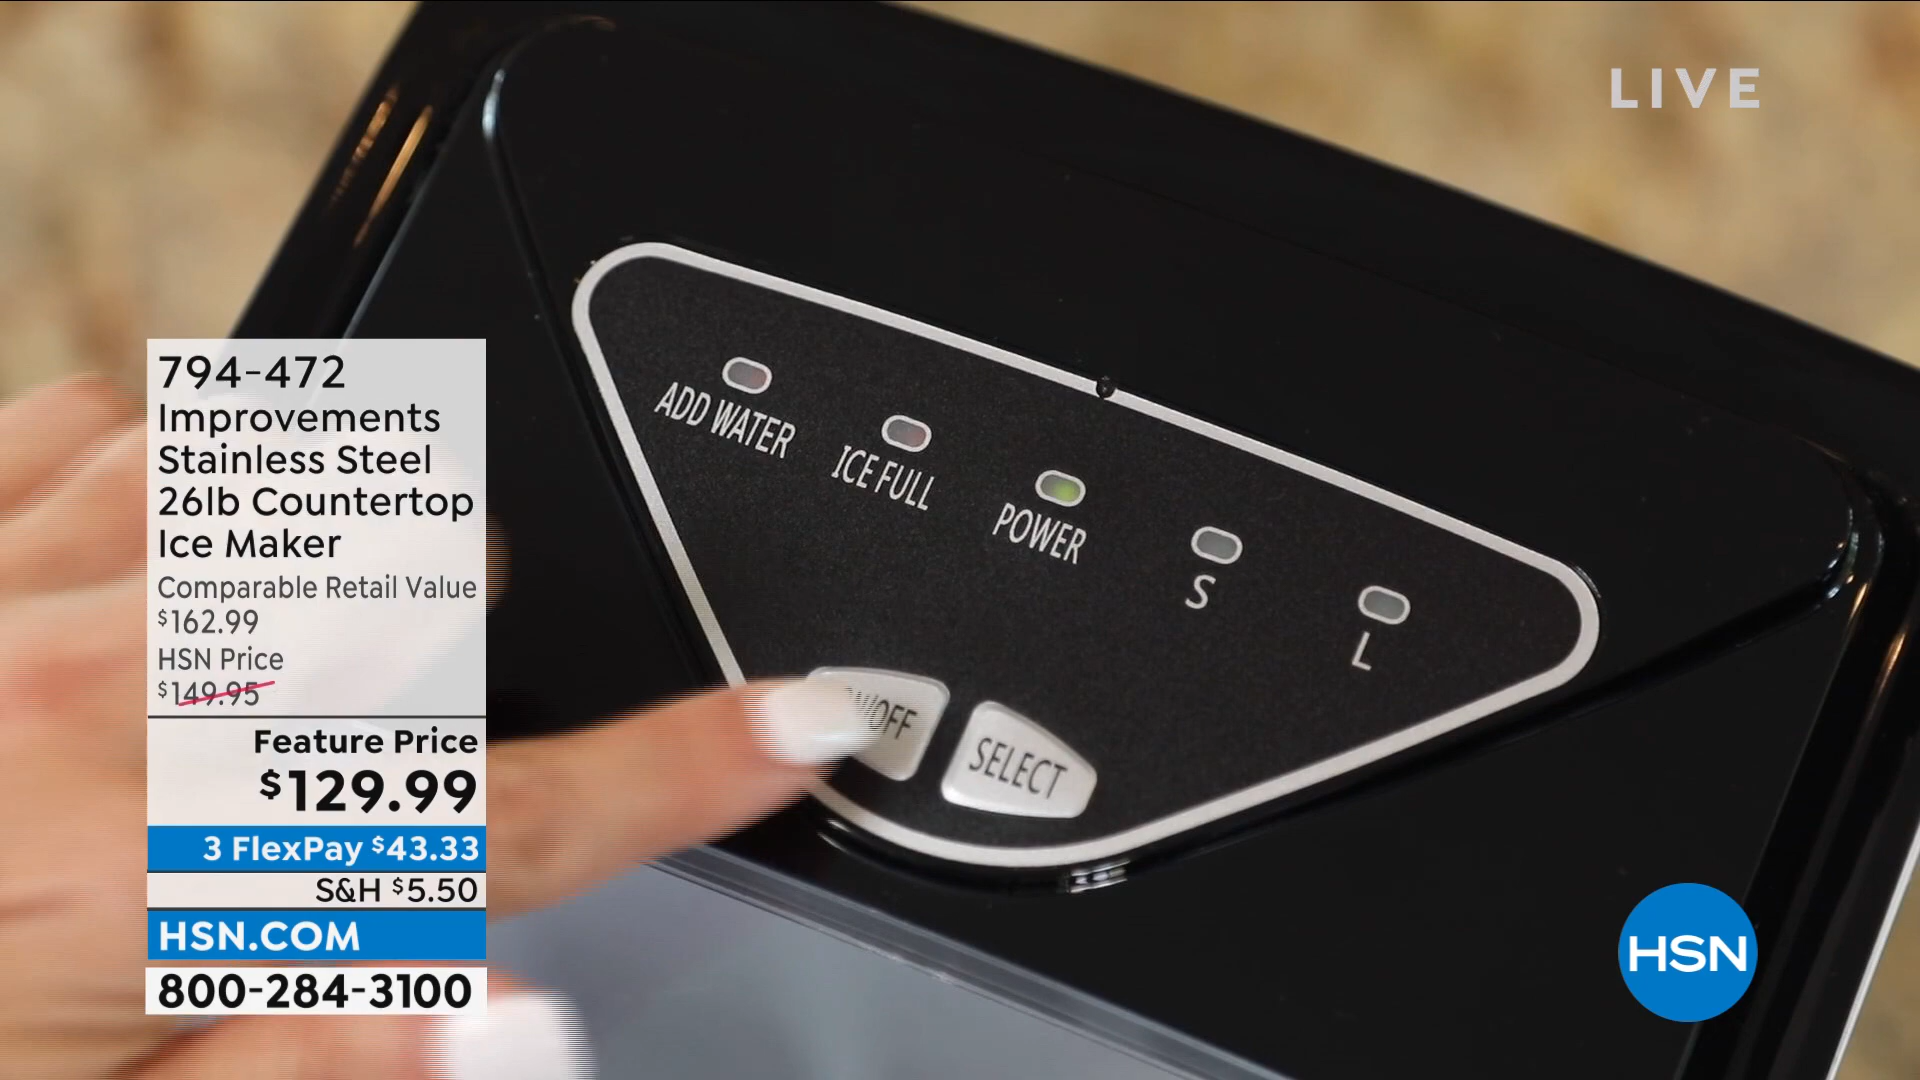 LIVE
794-472
Improvements
Stainless Steel
26lb Countertop
Ice Maker
Comparable Retail Value
$162.99
HSN Price
$149.95
Feature Price
$129.99
3 FlexPay $43.33
S&H $5.50
HSN.COM
800-284-3100
ADD WATER
ICE FULL
POWER
S
L
SELECT
HSN